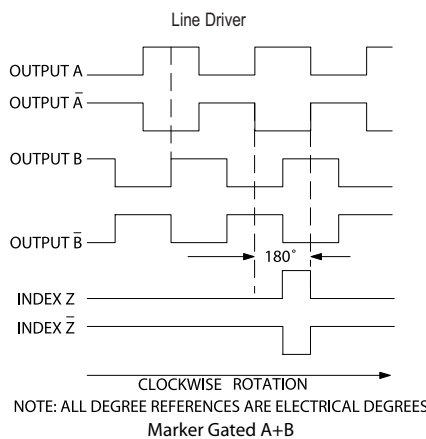 Line Driver
OUTPUT A
OUTPUT A̅
OUTPUT B
OUTPUT B̅
180°
INDEX Z
INDEX Z̅
CLOCKWISE ROTATION
NOTE: ALL DEGREE REFERENCES ARE ELECTRICAL DEGREES
Marker Gated A+B